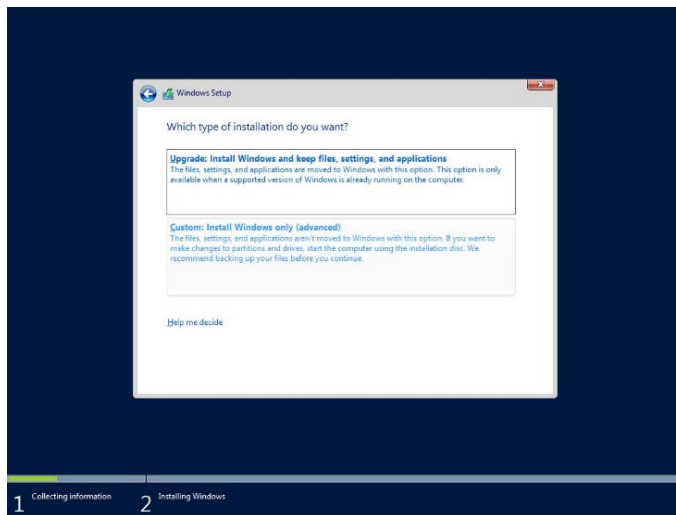 Windows Setup
Which type of installation do you want?
Upgrade: Install Windows and keep files, settings, and applications
The files, settings, and applications are moved to Windows with this option. This option is only
available when a supported version of Windows is already running on the computer.
Custom: Install Windows only (advanced)
The files, settings, and applications aren't moved to Windows with this option. If you want to
make changes to partitions and drives, start the computer using the installation disc. We
recommend backing up your files before you continue.
Help me decide
1 Collecting information 2 Installing Windows